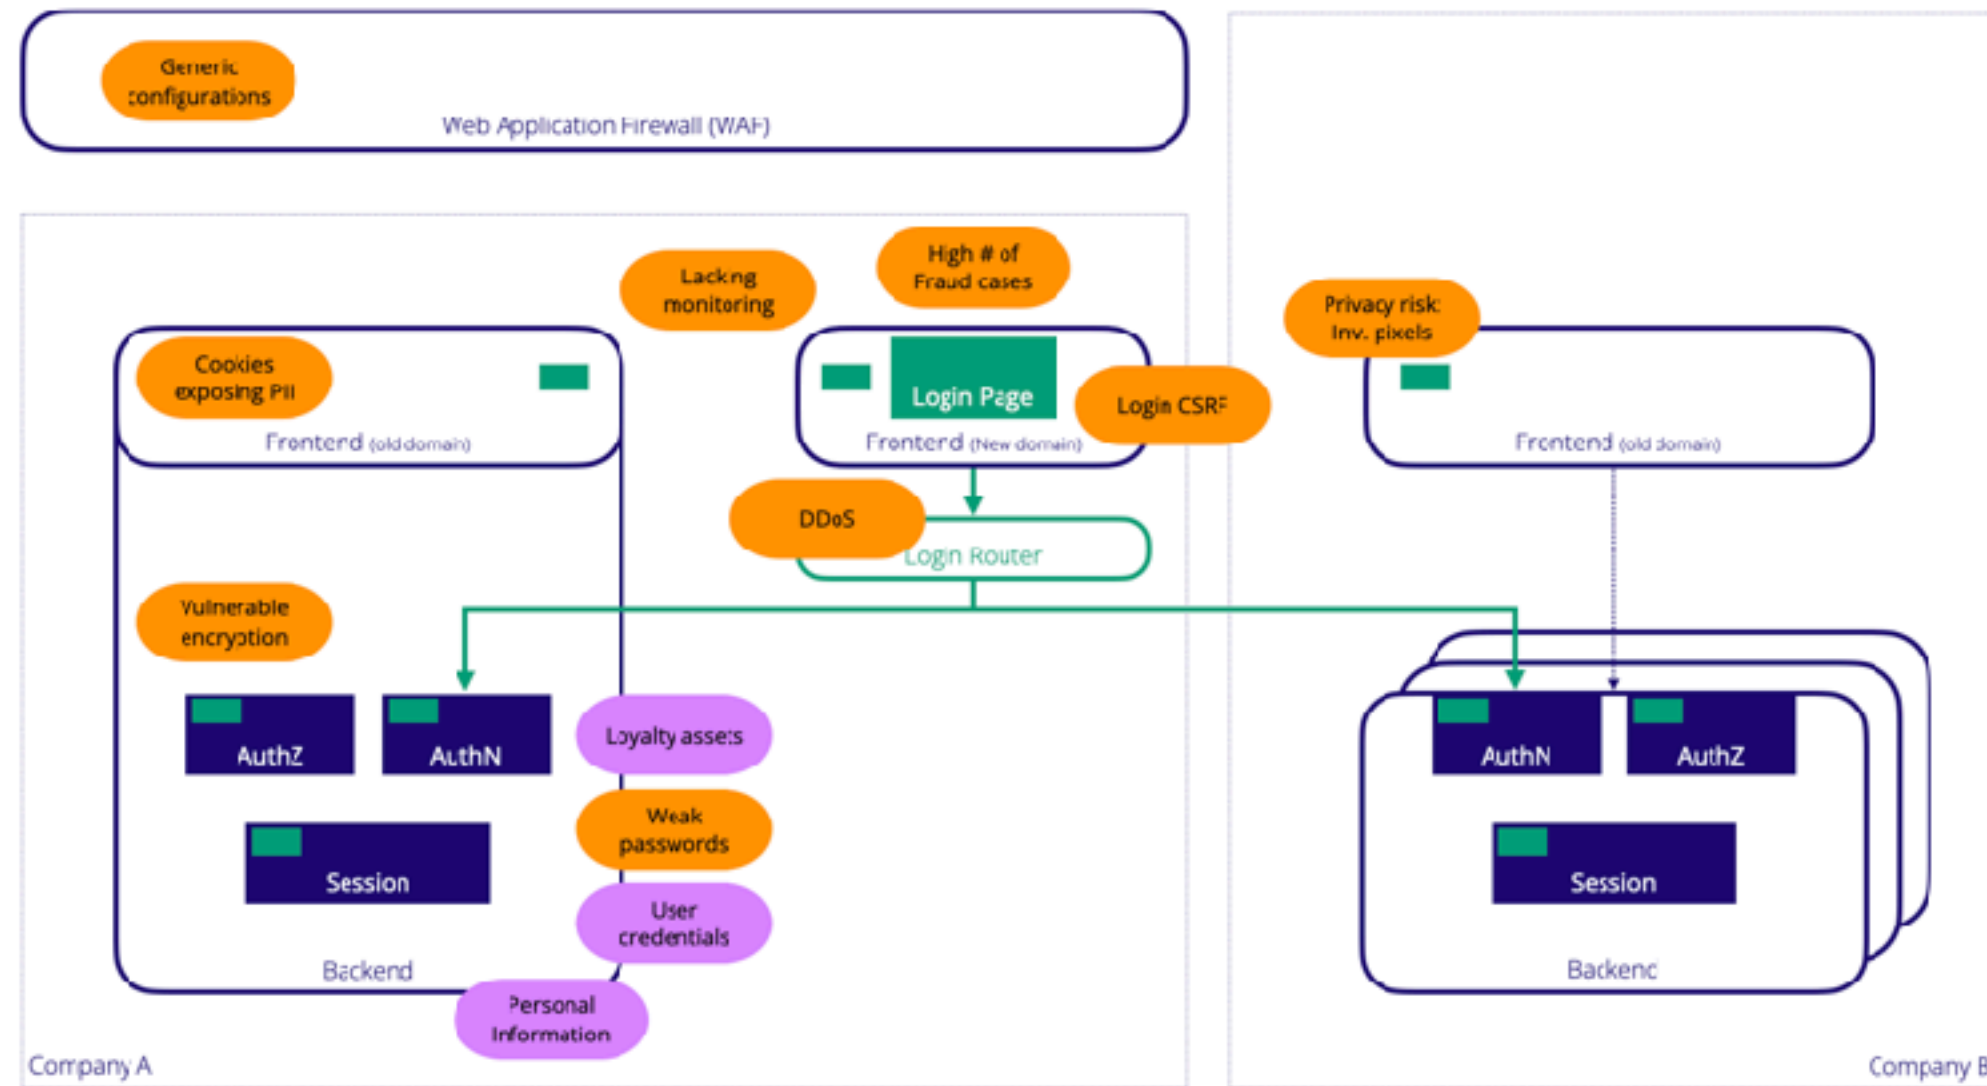 Generic
configurations
Web Application Firewall (WAF)
Lacking
monitoring
High # of
Fraud cases
Privacy risk:
Inv. pixels
Cookies
exposing PII
Login Page
Login CSRF
Frontend (old domain)
Frontend (New domain)
Frontend (old domain)
DDoS
Login Router
Vulnerable
encryption
AuthZ
AuthN
Loyalty assets
AuthN
AuthZ
Weak
passwords
Session
Session
User
credentials
Backend
Backend
Personal
Information
Company A
Company B